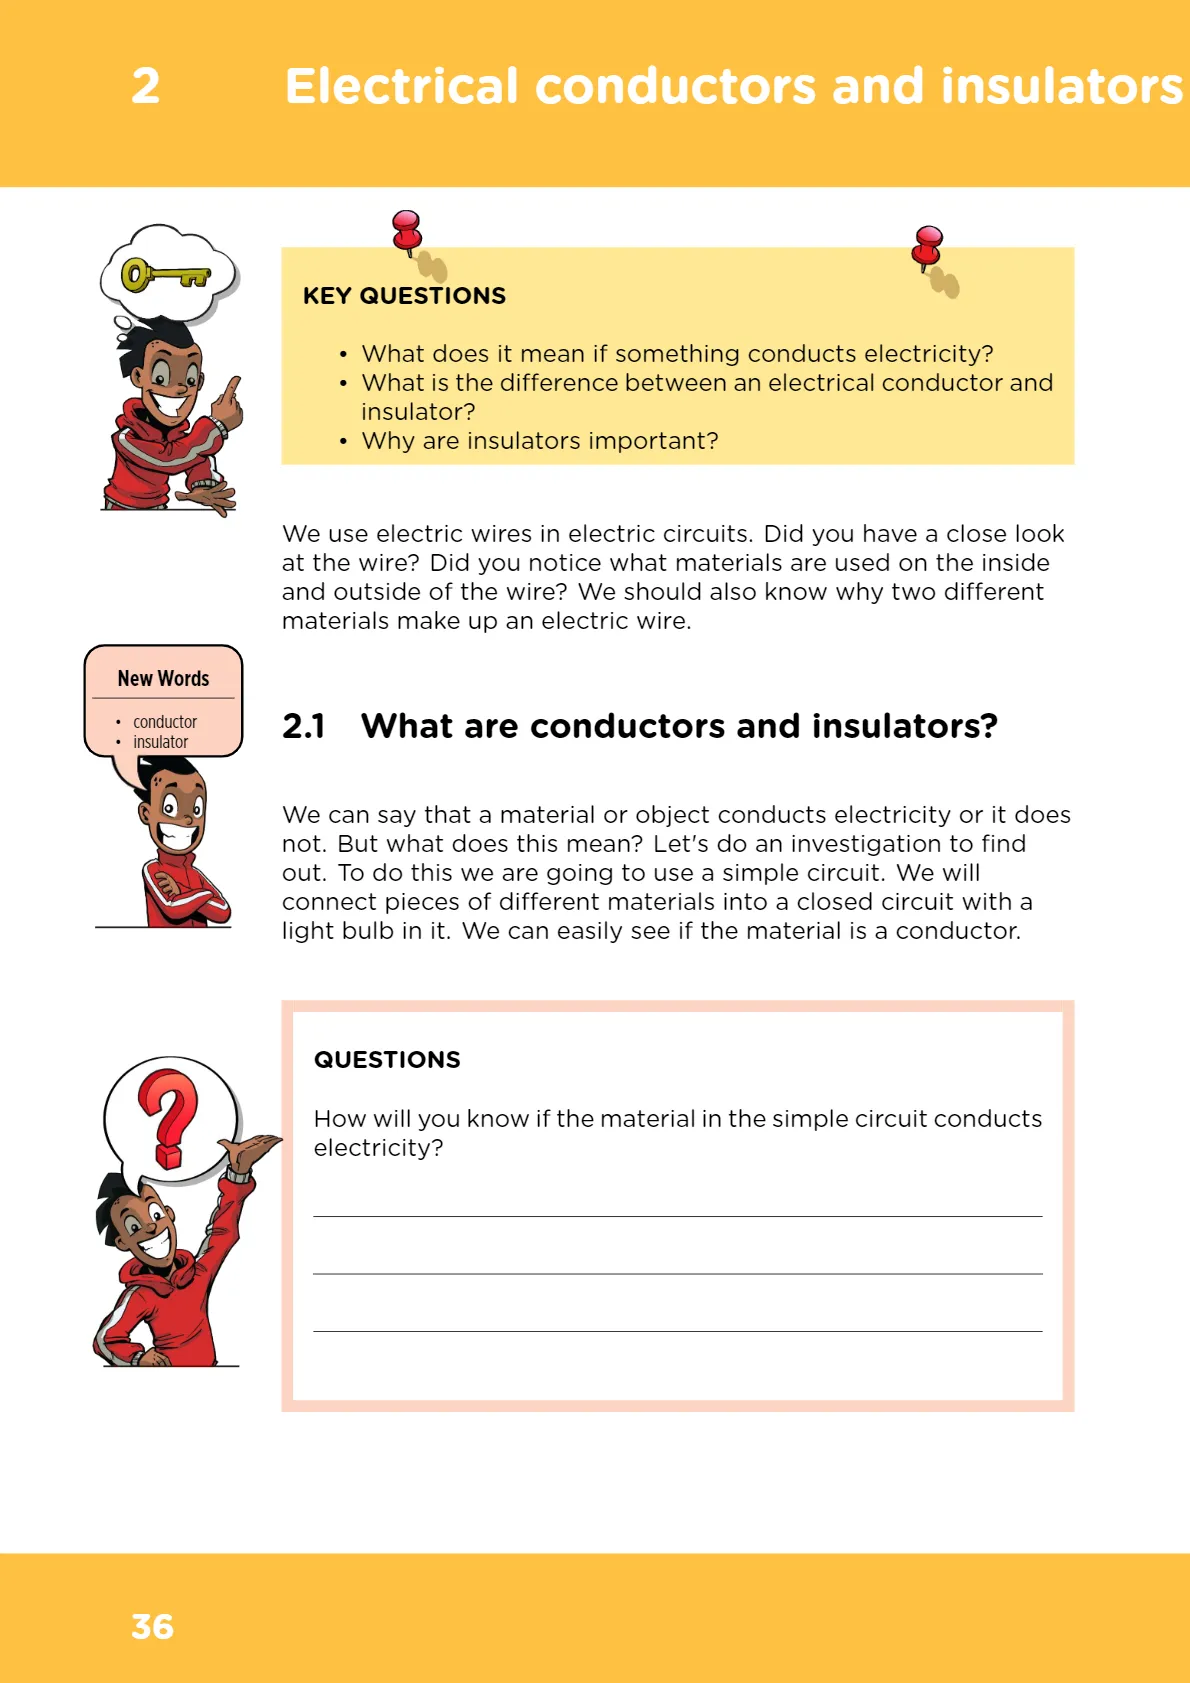 2 Electrical conductors and insulators
KEY QUESTIONS
• What does it mean if something conducts electricity?
• What is the difference between an electrical conductor and
insulator?
• Why are insulators important?
We use electric wires in electric circuits. Did you have a close look
at the wire? Did you notice what materials are used on the inside
and outside of the wire? We should also know why two different
materials make up an electric wire.
New Words
• conductor
• insulator
2.1 What are conductors and insulators?
We can say that a material or object conducts electricity or it does
not. But what does this mean? Let's do an investigation to find
out. To do this we are going to use a simple circuit. We will
connect pieces of different materials into a closed circuit with a
light bulb in it. We can easily see if the material is a conductor.
QUESTIONS
How will you know if the material in the simple circuit conducts
electricity?
36